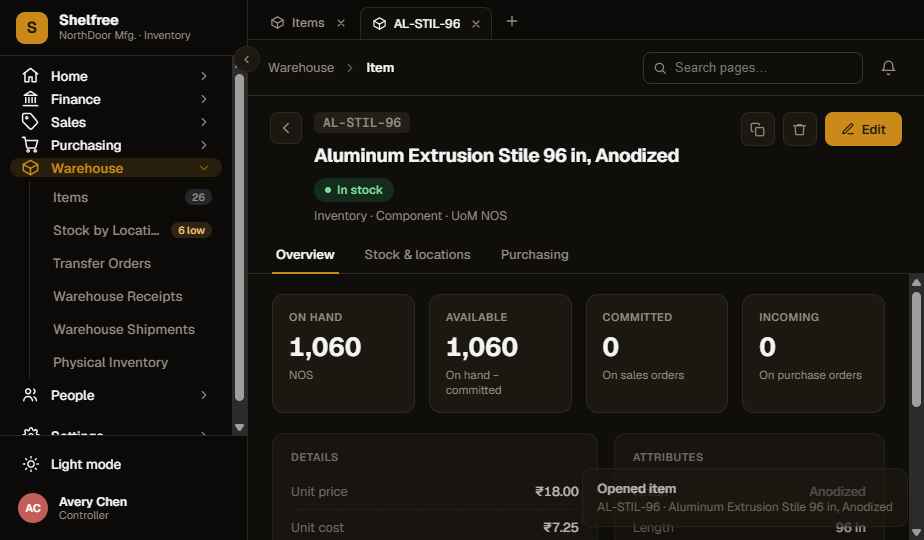 S
Shelfree
NorthDoor Mfg. · Inventory
Home
Finance
Sales
Purchasing
Warehouse
Items 26
Stock by Locati... 6 low
Transfer Orders
Warehouse Receipts
Warehouse Shipments
Physical Inventory
People
Settings
Light mode
AC
Avery Chen
Controller
Items
AL-STIL-96
Warehouse Item
Search pages...
AL-STIL-96
Edit
Aluminum Extrusion Stile 96 in, Anodized
In stock
Inventory · Component · UoM NOS
Overview Stock & locations Purchasing
ON HAND
1,060
NOS
AVAILABLE
1,060
On hand −
committed
COMMITTED
0
On sales orders
INCOMING
0
On purchase orders
DETAILS
Unit price ₹18.00
Unit cost ₹7.25
ATTRIBUTES
Anodized
Length 96 in
Opened item
AL-STIL-96 · Aluminum Extrusion Stile 96 in, Anodized